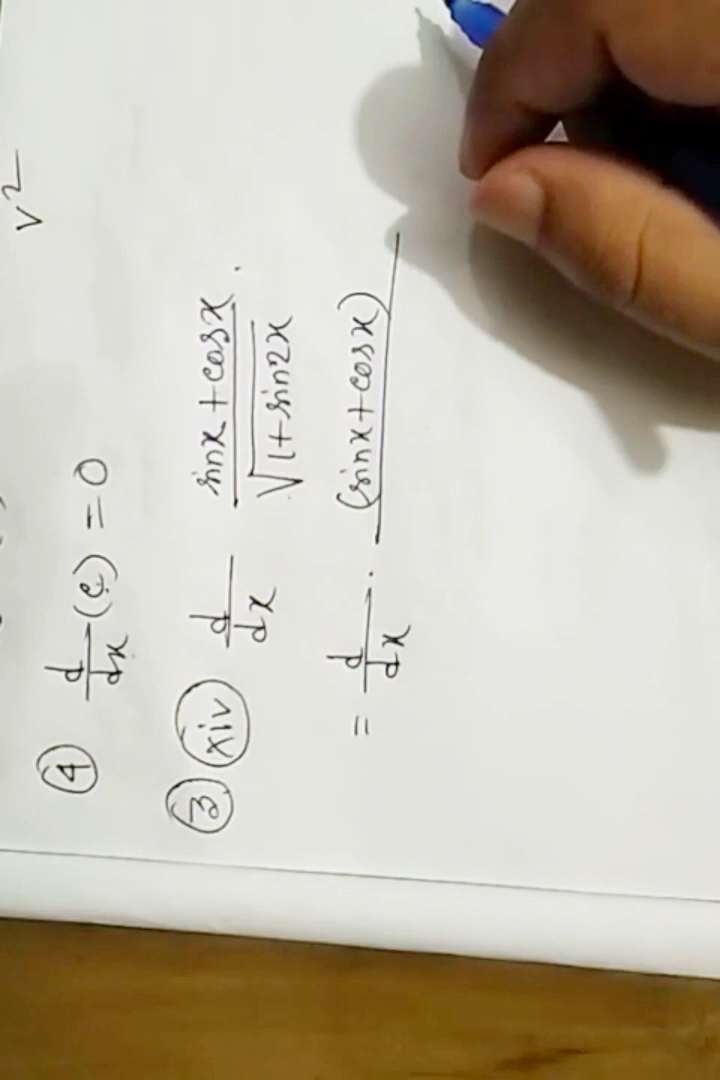 v²
④ d/dx (c) = 0
③ (xiv) d/dx (sinx + cosx)/√(1 + sin2x) .
= d/dx . (sinx + cosx)